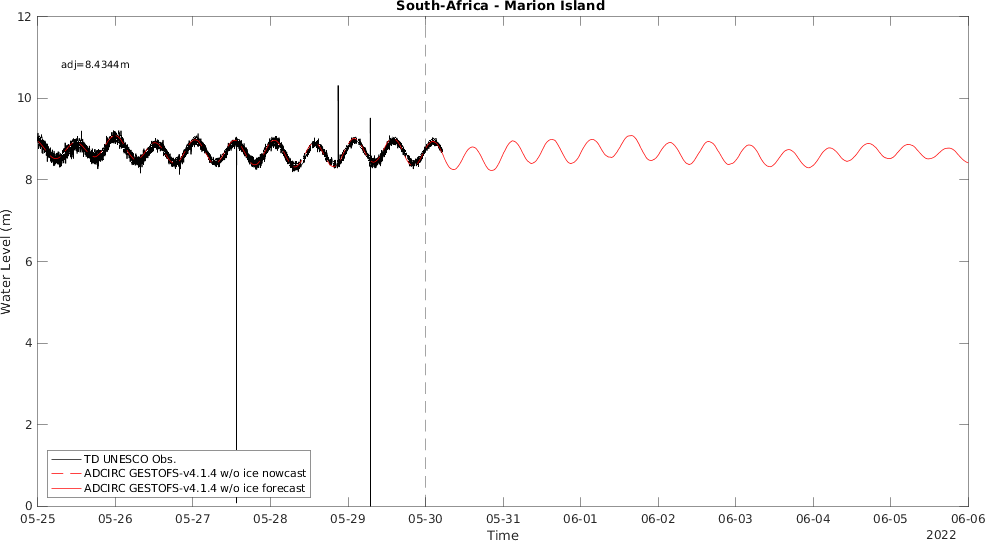 South-Africa - Marion Island
12
10
8
6
4
2
0
adj=8.4344m
Water Level (m)
TD UNESCO Obs.
ADCIRC GESTOFS-v4.1.4 w/o ice nowcast
ADCIRC GESTOFS-v4.1.4 w/o ice forecast
05-25 05-26 05-27 05-28 05-29 05-30 05-31 06-01 06-02 06-03 06-04 06-05 06-06
Time
2022